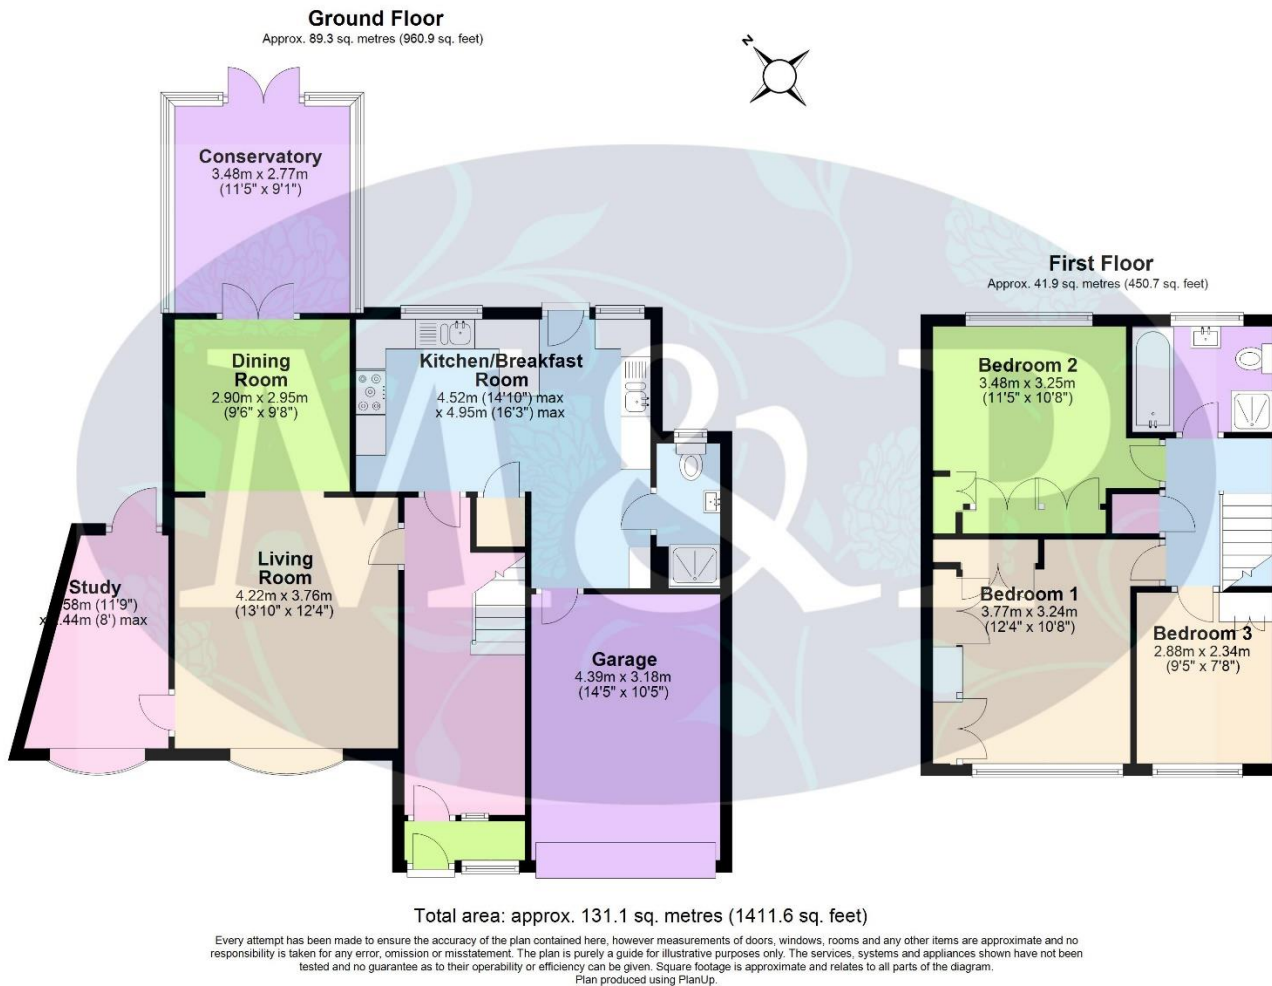 Ground Floor
Approx. 89.3 sq. metres (960.9 sq. feet)
N
Conservatory
3.48m x 2.77m
(11'5" x 9'1")
Dining
Room
2.90m x 2.95m
(9'6" x 9'8")
Kitchen/Breakfast
Room
4.52m (14'10") max
x 4.95m (16'3") max
Living
Room
4.22m x 3.76m
(13'10" x 12'4")
Study
.58m (11'9")
x .44m (8') max
Garage
4.39m x 3.18m
(14'5" x 10'5")
First Floor
Approx. 41.9 sq. metres (450.7 sq. feet)
Bedroom 2
3.48m x 3.25m
(11'5" x 10'8")
Bedroom 1
3.77m x 3.24m
(12'4" x 10'8")
Bedroom 3
2.88m x 2.34m
(9'5" x 7'8")
M&P
Total area: approx. 131.1 sq. metres (1411.6 sq. feet)
Every attempt has been made to ensure the accuracy of the plan contained here, however measurements of doors, windows, rooms and any other items are approximate and no
responsibility is taken for any error, omission or misstatement. The plan is purely a guide for illustrative purposes only. The services, systems and appliances shown have not been
tested and no guarantee as to their operability or efficiency can be given. Square footage is approximate and relates to all parts of the diagram.
Plan produced using PlanUp.